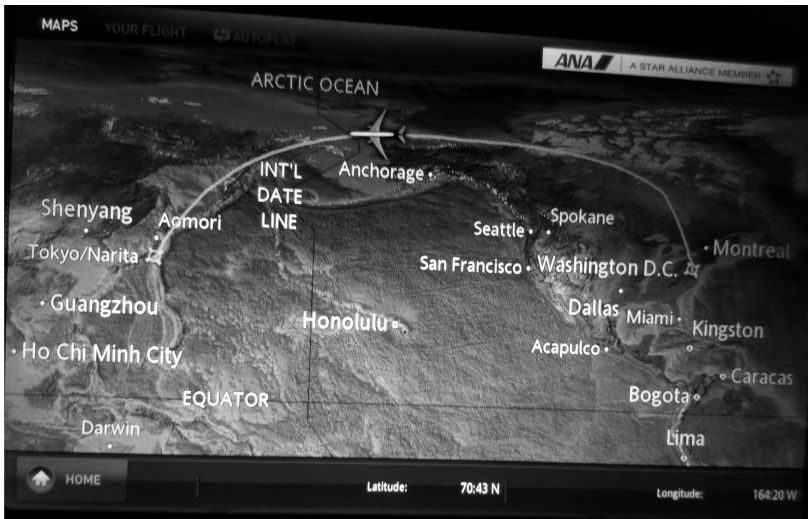 MAPS
YOUR FLIGHT
AUTOPLAY
ANA
A STAR ALLIANCE MEMBER
ARCTIC OCEAN
INT'L
DATE
LINE
Anchorage
Shenyang
Aomori
Seattle
Spokane
Tokyo/Narita
San Francisco
Washington D.C.
Montreal
Guangzhou
Honolulu
Dallas
Miami
Kingston
Ho Chi Minh City
Acapulco
Caracas
EQUATOR
Bogota
Darwin
Lima
HOME
Latitude:
70:43 N
Longitude:
164:20 W